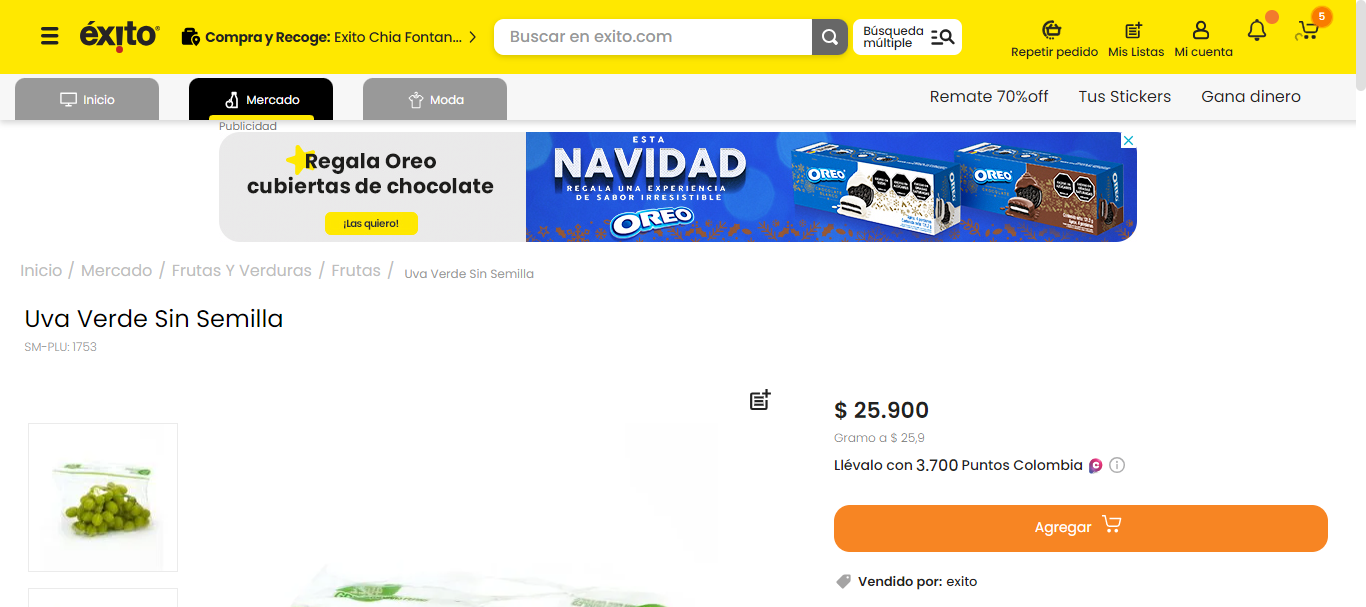 éxito
Compra y Recoge: Exito Chia Fontan...
Buscar en exito.com
Búsqueda
múltiple
Repetir pedido
Mis Listas
Mi cuenta
5
Inicio
Mercado
Moda
Remate 70%off
Tus Stickers
Gana dinero
Publicidad
Regala Oreo
cubiertas de chocolate
¡Las quiero!
ESTA
NAVIDAD
REGALA UNA EXPERIENCIA
DE SABOR IRRESISTIBLE
OREO
OREO
OREO
Inicio / Mercado / Frutas Y Verduras / Frutas / Uva Verde Sin Semilla
Uva Verde Sin Semilla
SM-PLU: 1753
$ 25.900
Gramo a $ 25,9
Llévalo con 3.700 Puntos Colombia
Agregar
Vendido por: exito